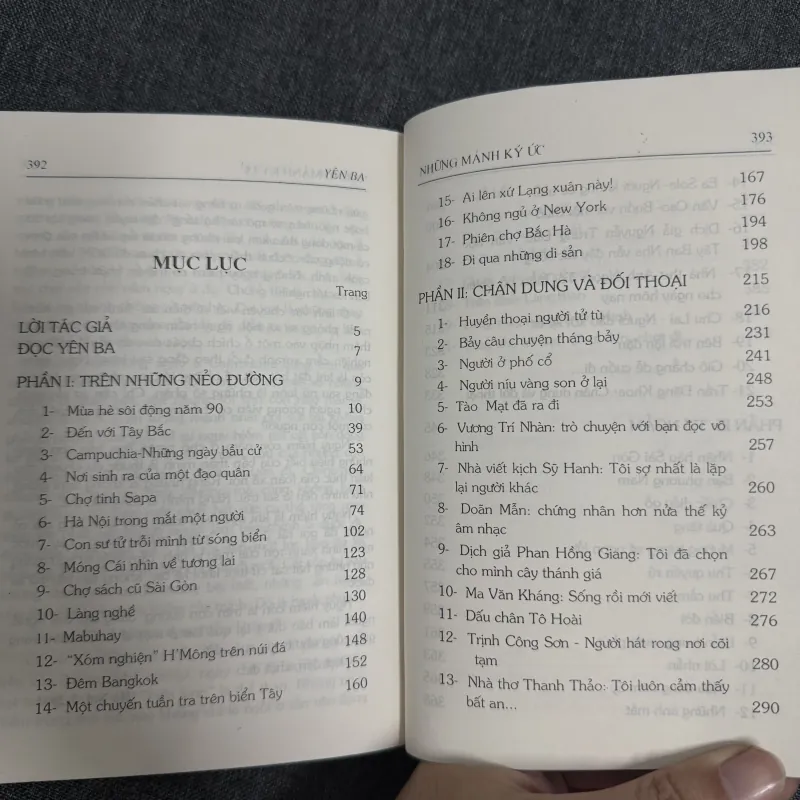 392
YÊN BA
MỤC LỤC
Trang
LỜI TÁC GIẢ 5
ĐỌC YÊN BA 7
PHẦN I: TRÊN NHỮNG NẺO ĐƯỜNG 9
1- Mùa hè sôi động năm 90 10
2- Đến với Tây Bắc 39
3- Campuchia-Những ngày bầu cử 53
4- Nơi sinh ra của một đạo quân 64
5- Chợ tình Sapa 71
6- Hà Nội trong mắt một người 74
7- Con sư tử trỗi mình từ sóng biển 102
8- Móng Cái nhìn về tương lai 123
9- Chợ sách cũ Sài Gòn 128
10- Làng nghề 130
11- Mabuhay 140
12- "Xóm nghiện" H'Mông trên núi đá 148
13- Đêm Bangkok 152
14- Một chuyến tuần tra trên biển Tây 160
NHỮNG MẢNH KÝ ỨC 393
15- Ai lên xứ Lạng xuân này! 167
16- Không ngủ ở New York 176
17- Phiên chợ Bắc Hà 194
18- Đi qua những di sản 198
PHẦN II: CHÂN DUNG VÀ ĐỐI THOẠI 215
1- Huyền thoại người tử tù 216
2- Bảy câu chuyện tháng bảy 231
3- Người ở phố cổ 241
4- Người níu vàng son ở lại 248
5- Tào Mạt đã ra đi 253
6- Vương Trí Nhàn: trò chuyện với bạn đọc vô
hình 257
7- Nhà viết kịch Sỹ Hanh: Tôi sợ nhất là lặp
lại người khác 260
8- Doãn Mẫn: chứng nhân hơn nửa thế kỷ
âm nhạc 263
9- Dịch giả Phan Hồng Giang: Tôi đã chọn
cho mình cây thánh giá 267
10- Ma Văn Kháng: Sống rồi mới viết 272
11- Dấu chân Tô Hoài 276
12- Trịnh Công Sơn - Người hát rong nơi cõi
tạm 280
13- Nhà thơ Thanh Thảo: Tôi luôn cảm thấy
bất an... 290